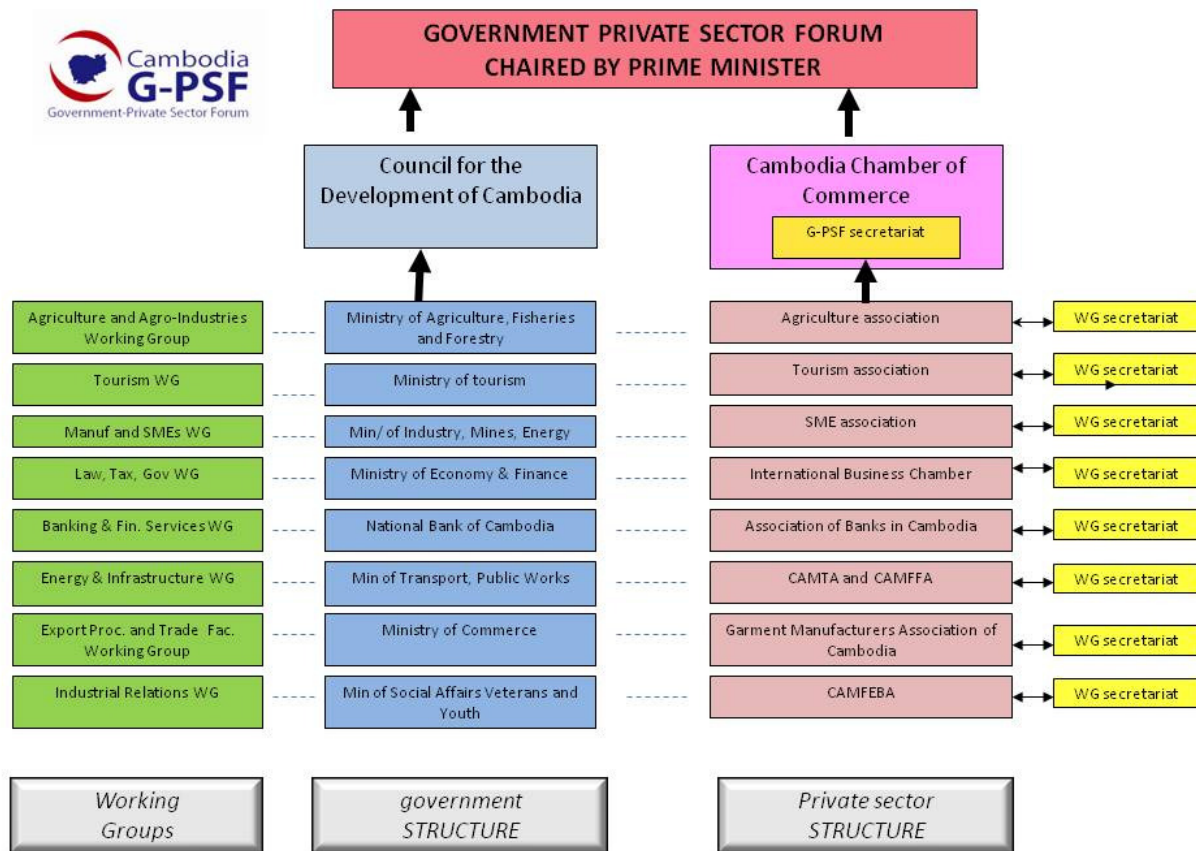 Cambodia
G-PSF
Government-Private Sector Forum
GOVERNMENT PRIVATE SECTOR FORUM
CHAIRED BY PRIME MINISTER
Council for the
Development of Cambodia
Cambodia Chamber of
Commerce
G-PSF secretariat
Agriculture and Agro-Industries
Working Group
Ministry of Agriculture, Fisheries
and Forestry
Agriculture association
WG secretariat
Tourism WG
Ministry of tourism
Tourism association
WG secretariat
Manuf and SMEs WG
Min/ of Industry, Mines, Energy
SME association
WG secretariat
Law, Tax, Gov WG
Ministry of Economy & Finance
International Business Chamber
WG secretariat
Banking & Fin. Services WG
National Bank of Cambodia
Association of Banks in Cambodia
WG secretariat
Energy & Infrastructure WG
Min of Transport, Public Works
CAMTA and CAMFFA
WG secretariat
Export Proc. and Trade Fac.
Working Group
Ministry of Commerce
Garment Manufacturers Association of
Cambodia
WG secretariat
Industrial Relations WG
Min of Social Affairs Veterans and
Youth
CAMFEBA
WG secretariat
Working
Groups
government
STRUCTURE
Private sector
STRUCTURE